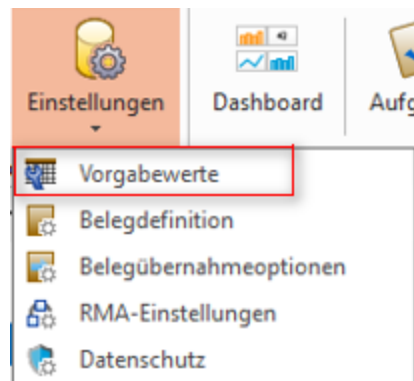 Einstellungen
Dashboard
Vorgabewerte
Belegdefinition
Belegübernahmeoptionen
RMA-Einstellungen
Datenschutz